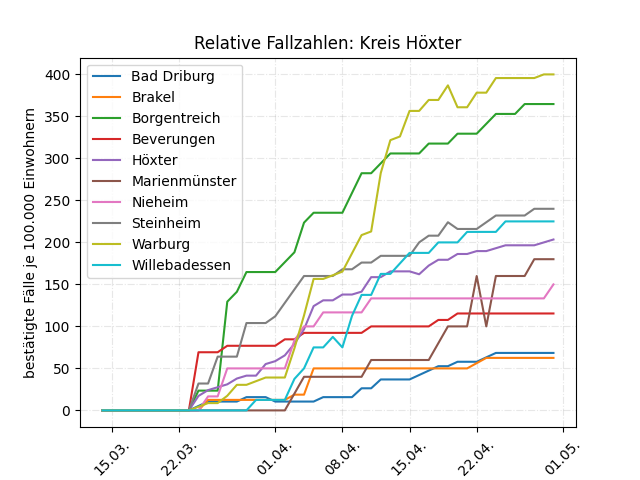 Relative Fallzahlen: Kreis Höxter
bestätigte Fälle je 100.000 Einwohnern
400
350
300
250
200
150
100
50
0
Bad Driburg
Brakel
Borgentreich
Beverungen
Höxter
Marienmünster
Nieheim
Steinheim
Warburg
Willebadessen
15.03.
22.03.
01.04.
08.04.
15.04.
22.04.
01.05.